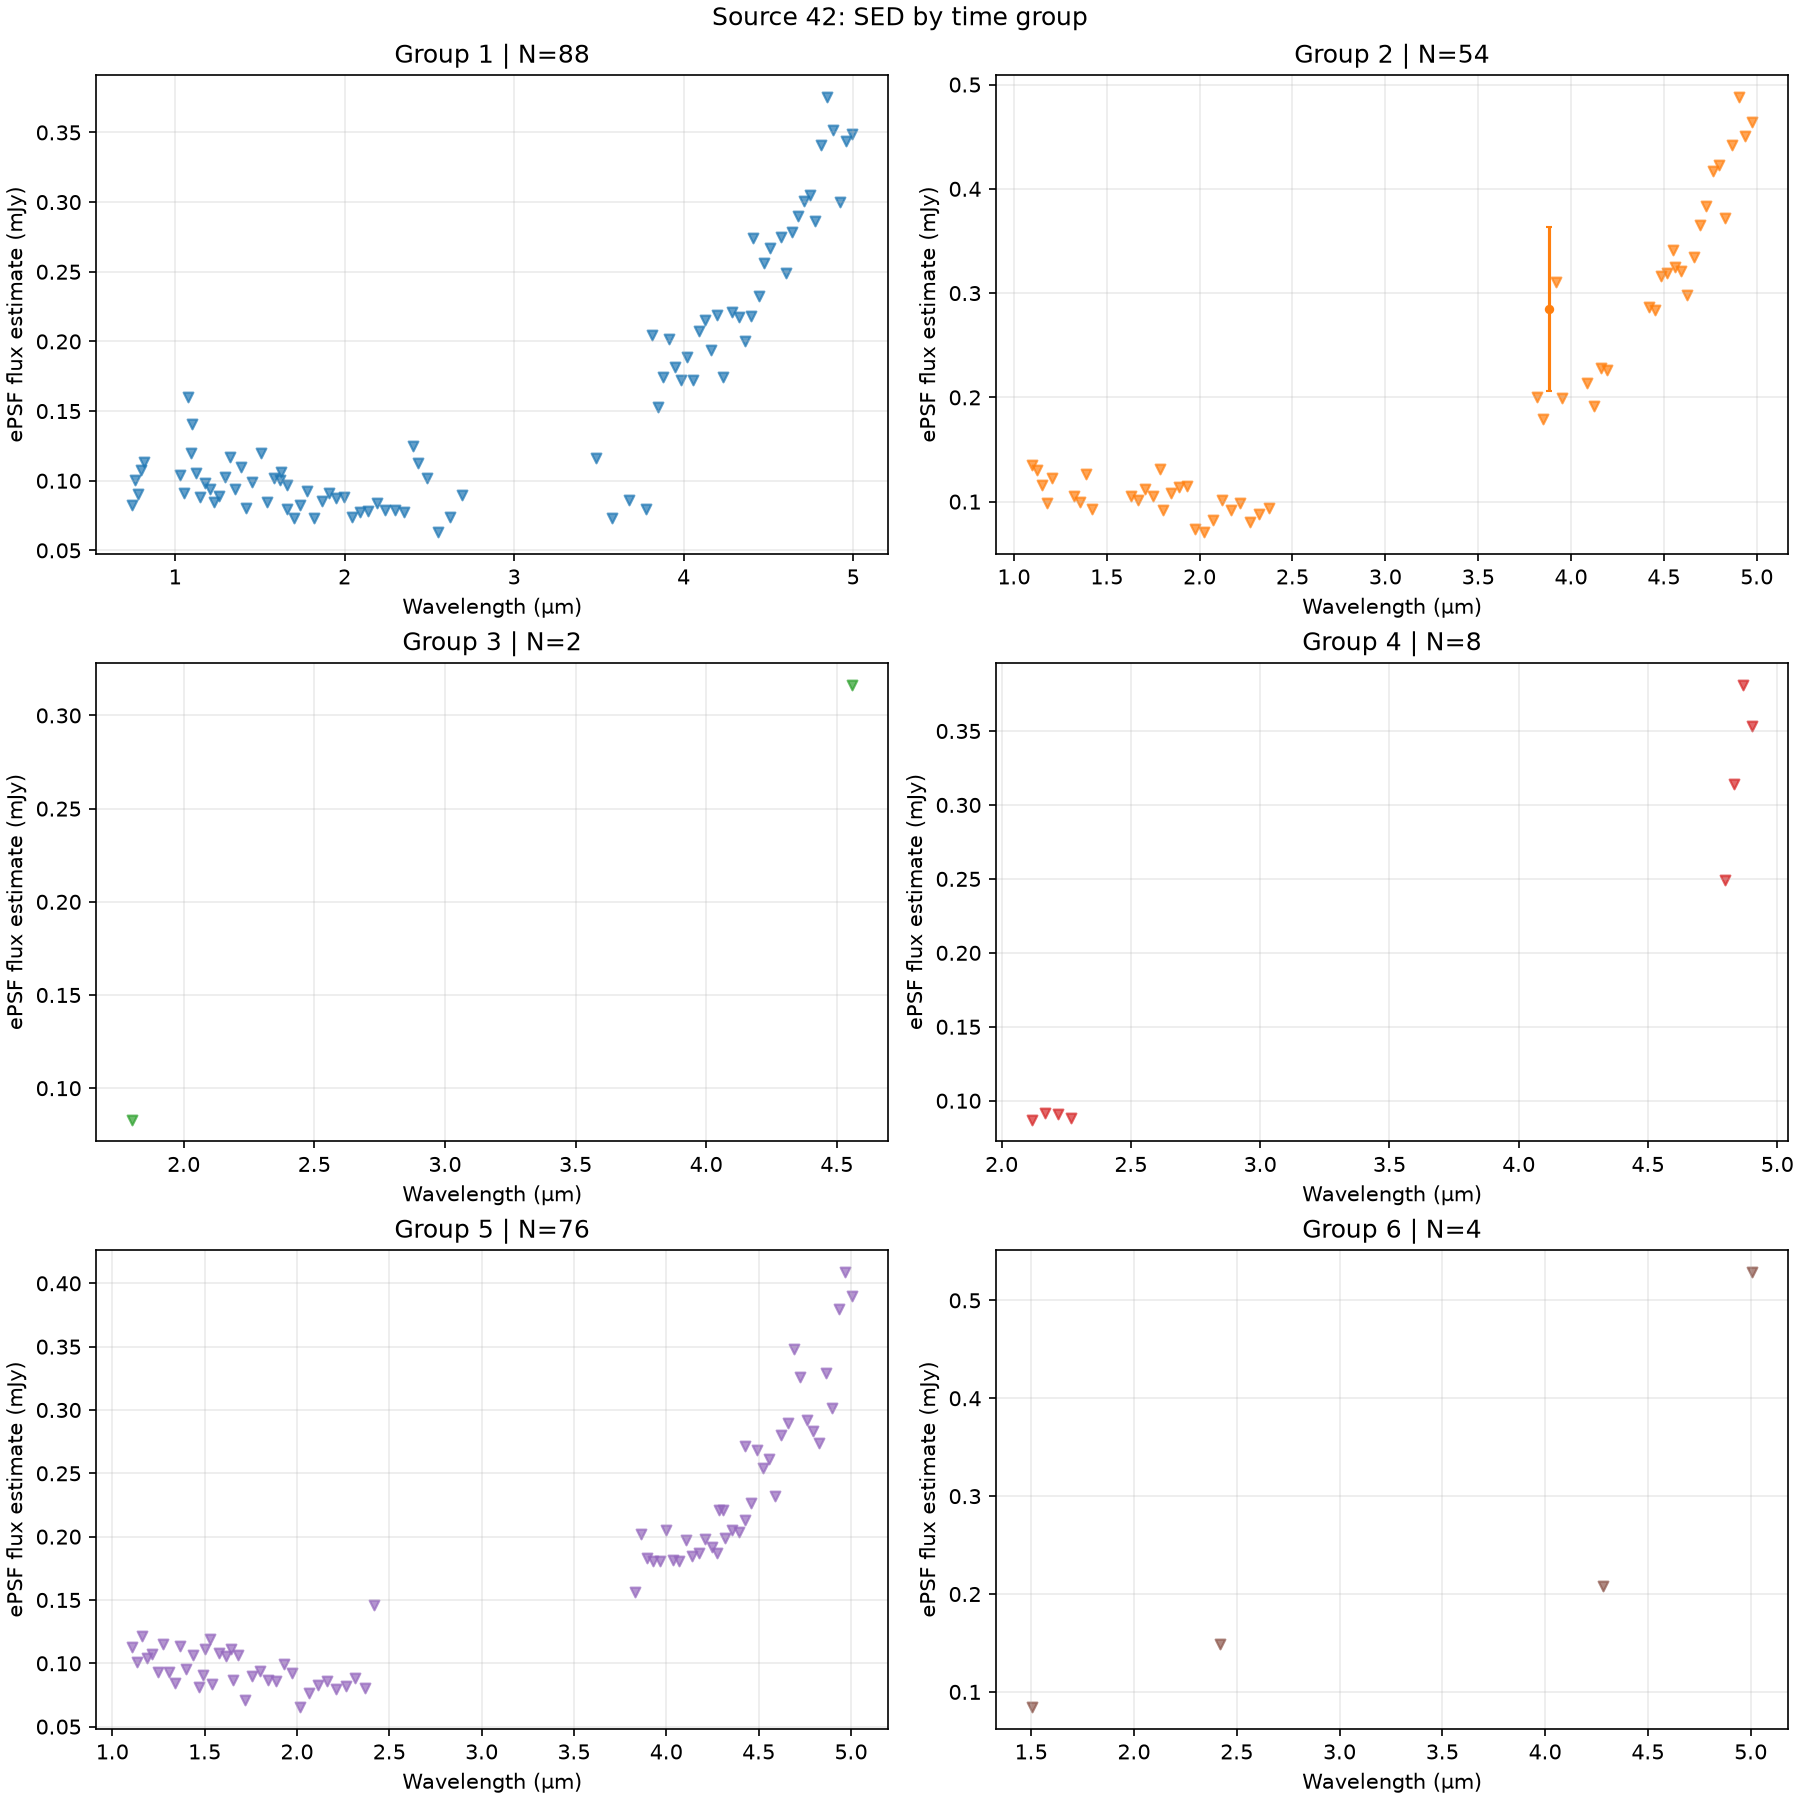 Source 42: SED by time group
Group 1 | N=88
ePSF flux estimate (mJy)
0.35
0.30
0.25
0.20
0.15
0.10
0.05
1 2 3 4 5
Wavelength (µm)
Group 2 | N=54
ePSF flux estimate (mJy)
0.5
0.4
0.3
0.2
0.1
1.0 1.5 2.0 2.5 3.0 3.5 4.0 4.5 5.0
Wavelength (µm)
Group 3 | N=2
ePSF flux estimate (mJy)
0.30
0.25
0.20
0.15
0.10
2.0 2.5 3.0 3.5 4.0 4.5
Wavelength (µm)
Group 4 | N=8
ePSF flux estimate (mJy)
0.35
0.30
0.25
0.20
0.15
0.10
2.0 2.5 3.0 3.5 4.0 4.5 5.0
Wavelength (µm)
Group 5 | N=76
ePSF flux estimate (mJy)
0.40
0.35
0.30
0.25
0.20
0.15
0.10
0.05
1.0 1.5 2.0 2.5 3.0 3.5 4.0 4.5 5.0
Wavelength (µm)
Group 6 | N=4
ePSF flux estimate (mJy)
0.5
0.4
0.3
0.2
0.1
1.5 2.0 2.5 3.0 3.5 4.0 4.5 5.0
Wavelength (µm)